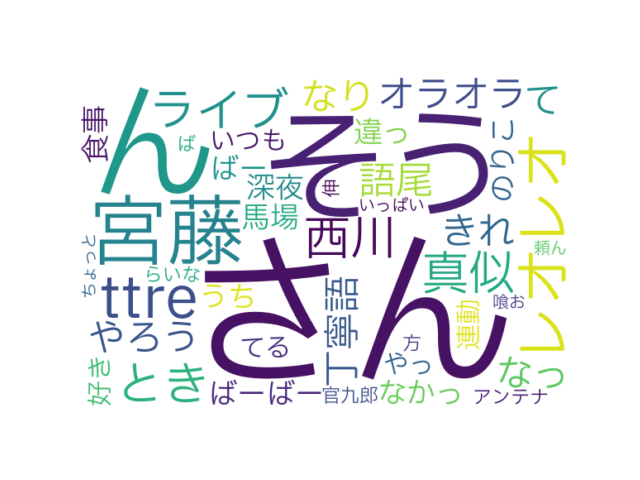 ん
ライブ
なり
オラオラ
て
食事
ば
いつも
ばー
そう
違っ
のりこ
レオレオ
深夜
伸
語尾
馬場
いっぱい
宮藤
西川
きれ
さん
真似
頼ん
ちょっと
らいな
ttre
うち
丁寧語
連動
喰お
やろう
てる
方
やっ
なっ
好き
とき
ばーばー
官九郎
なかっ
アンテナ